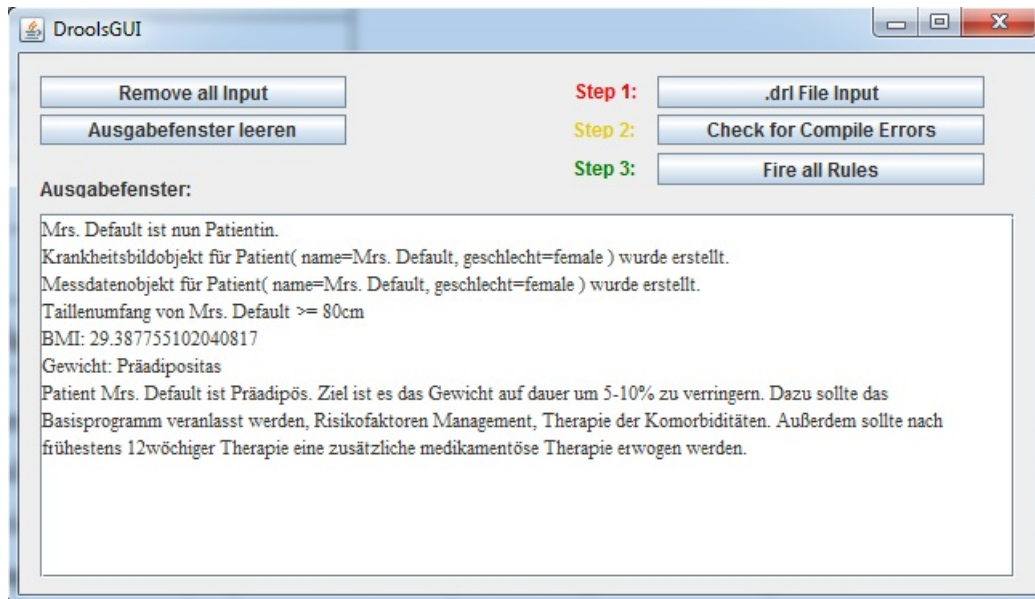 DroolsGUI
Remove all Input
Step 1:
.drl File Input
Ausgabefenster leeren
Step 2:
Check for Compile Errors
Step 3:
Fire all Rules
Ausgabefenster:
Mrs. Default ist nun Patientin.
Krankheitsbildobjekt für Patient( name=Mrs. Default, geschlecht=female ) wurde erstellt.
Messdatenobjekt für Patient( name=Mrs. Default, geschlecht=female ) wurde erstellt.
Taillenumfang von Mrs. Default >= 80cm
BMI: 29.387755102040817
Gewicht: Präadipositas
Patient Mrs. Default ist Präadipös. Ziel ist es das Gewicht auf dauer um 5-10% zu verringern. Dazu sollte das
Basisprogramm veranlasst werden, Risikofaktoren Management, Therapie der Komorbiditäten. Außerdem sollte nach
frühestens 12wöchiger Therapie eine zusätzliche medikamentöse Therapie erwogen werden.